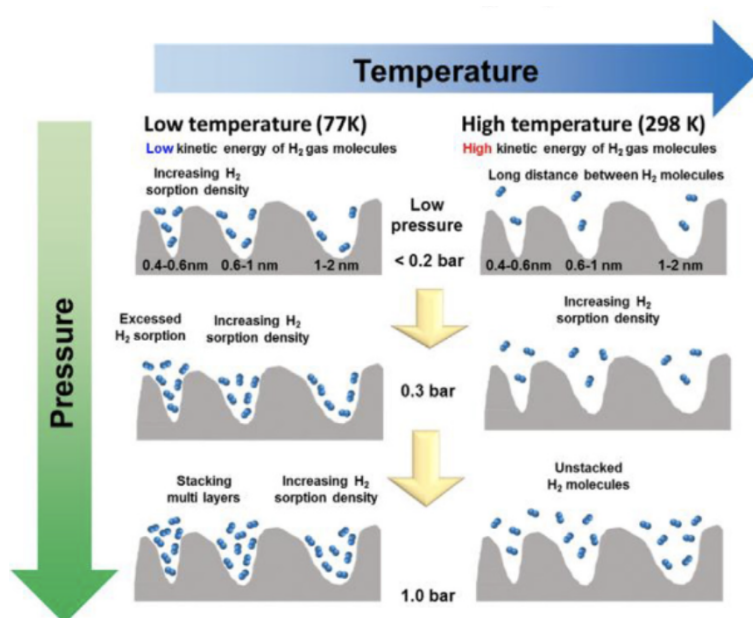 Temperature
Pressure
Low temperature (77K)
Low kinetic energy of H₂ gas molecules
High temperature (298 K)
High kinetic energy of H₂ gas molecules
Increasing H₂
sorption density
Long distance between H₂ molecules
Low
pressure
< 0.2 bar
0.4-0.6nm 0.6-1 nm 1-2 nm
0.4-0.6nm 0.6-1nm 1-2 nm
Excessed
H₂ sorption
Increasing H₂
sorption density
Increasing H₂
sorption density
0.3 bar
Stacking
multi layers
Increasing H₂
sorption density
Unstacked
H₂ molecules
1.0 bar